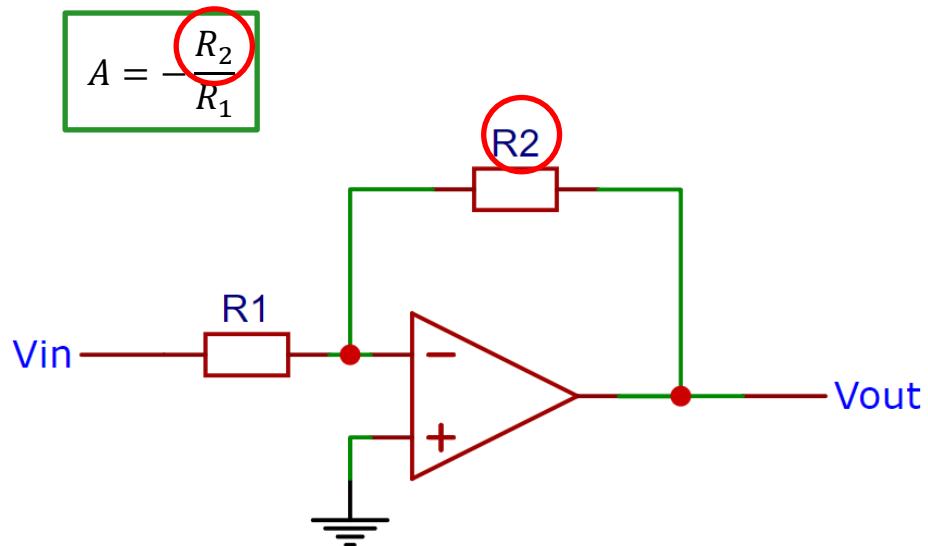 A = −R₂/R₁
R2
R1
Vin
−
+
Vout